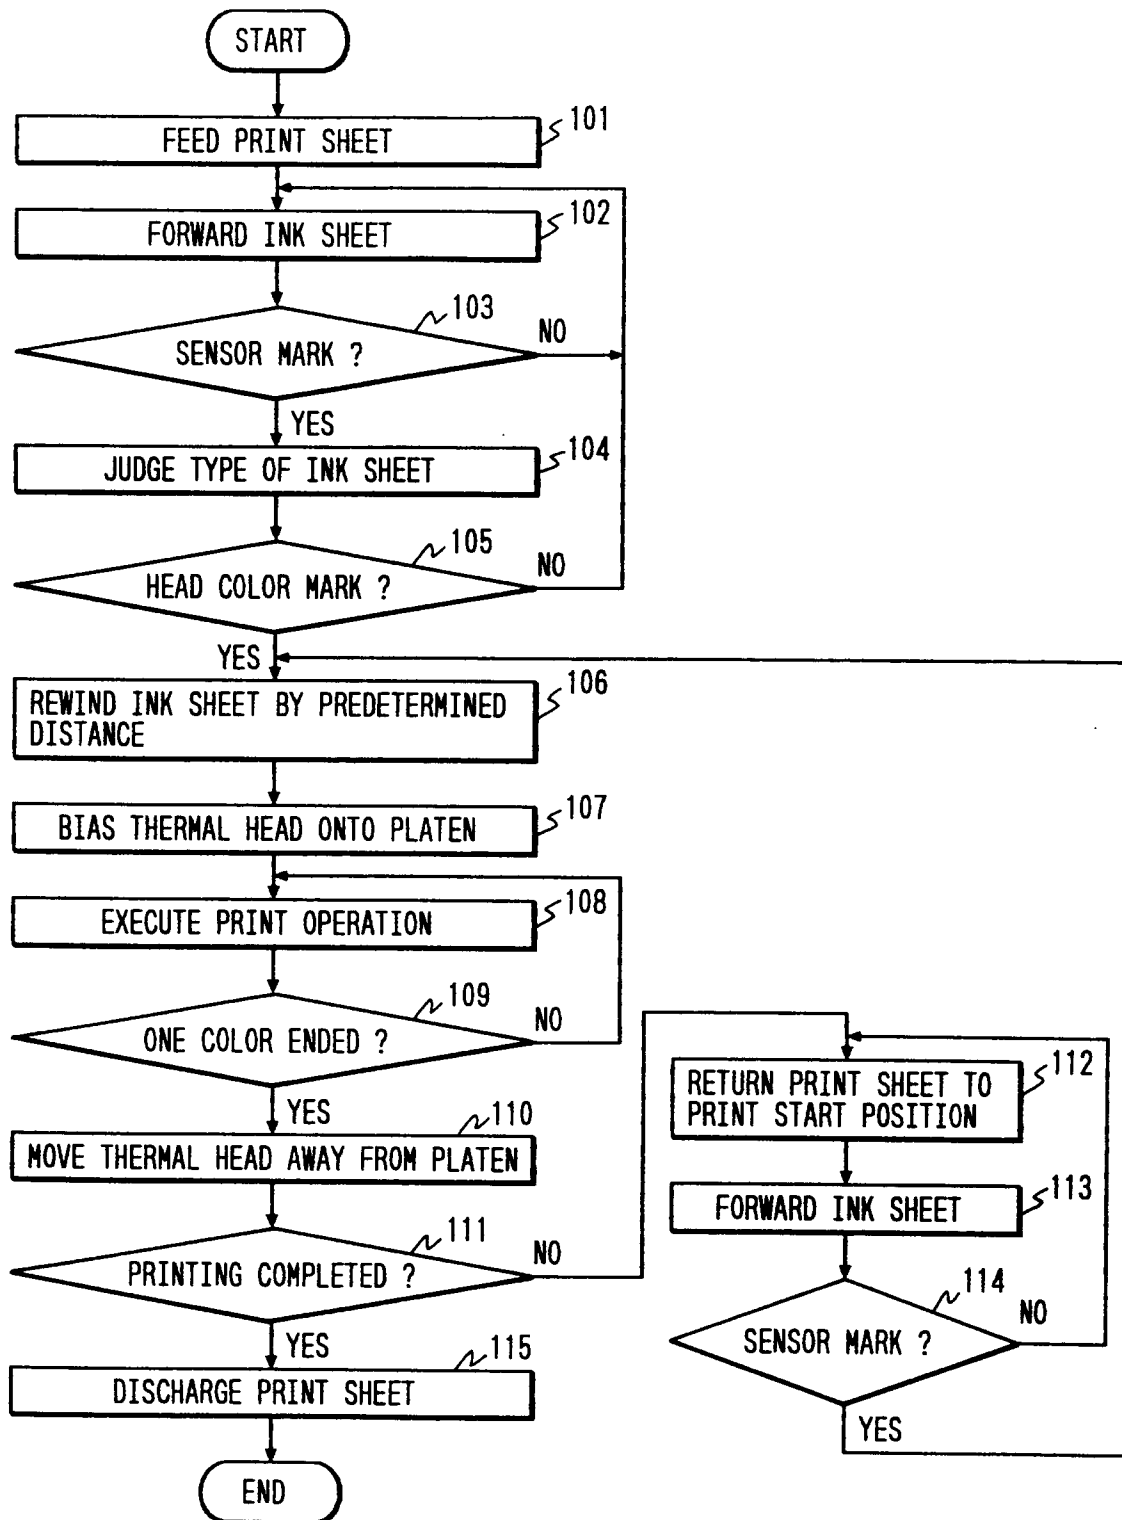 START
FEED PRINT SHEET
101
FORWARD INK SHEET
102
SENSOR MARK ?
103
NO
YES
JUDGE TYPE OF INK SHEET
104
HEAD COLOR MARK ?
105
NO
YES
REWIND INK SHEET BY PREDETERMINED
DISTANCE
106
BIAS THERMAL HEAD ONTO PLATEN
107
EXECUTE PRINT OPERATION
108
ONE COLOR ENDED ?
109
NO
YES
MOVE THERMAL HEAD AWAY FROM PLATEN
110
PRINTING COMPLETED ?
111
NO
YES
RETURN PRINT SHEET TO
PRINT START POSITION
112
FORWARD INK SHEET
113
SENSOR MARK ?
114
NO
YES
DISCHARGE PRINT SHEET
115
END